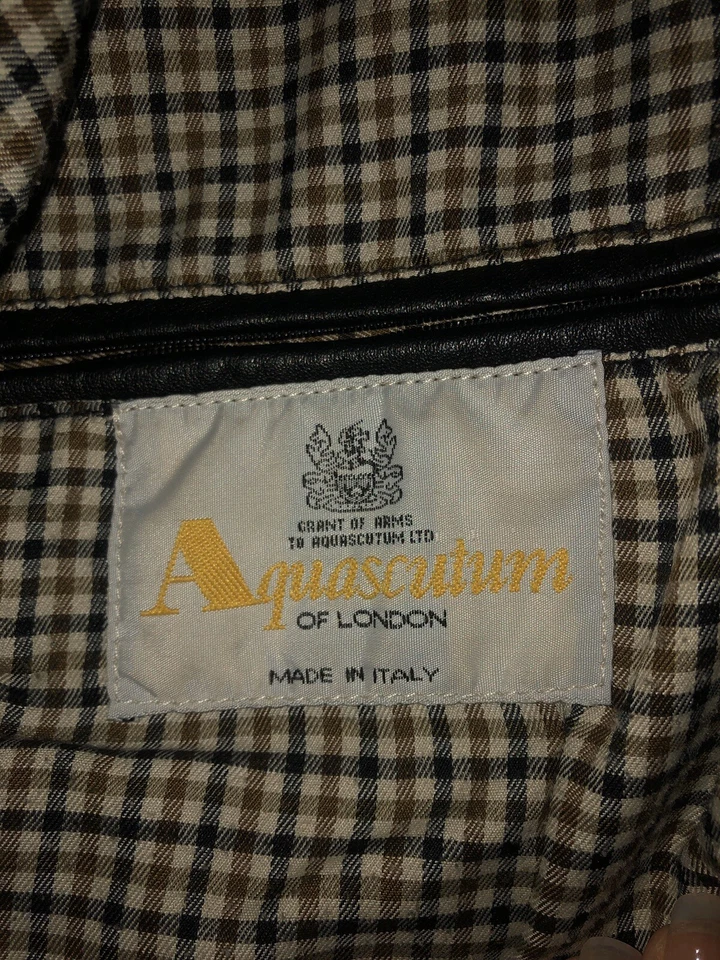 GRANT OF ARMS
TO AQUASCUTUM LTD
Aquascutum
OF LONDON
MADE IN ITALY